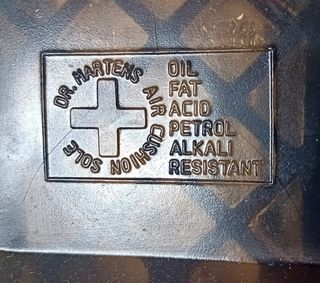 DR. MARTENS AIR CUSHION SOLE
OIL
FAT
ACID
PETROL
ALKALI
RESISTANT